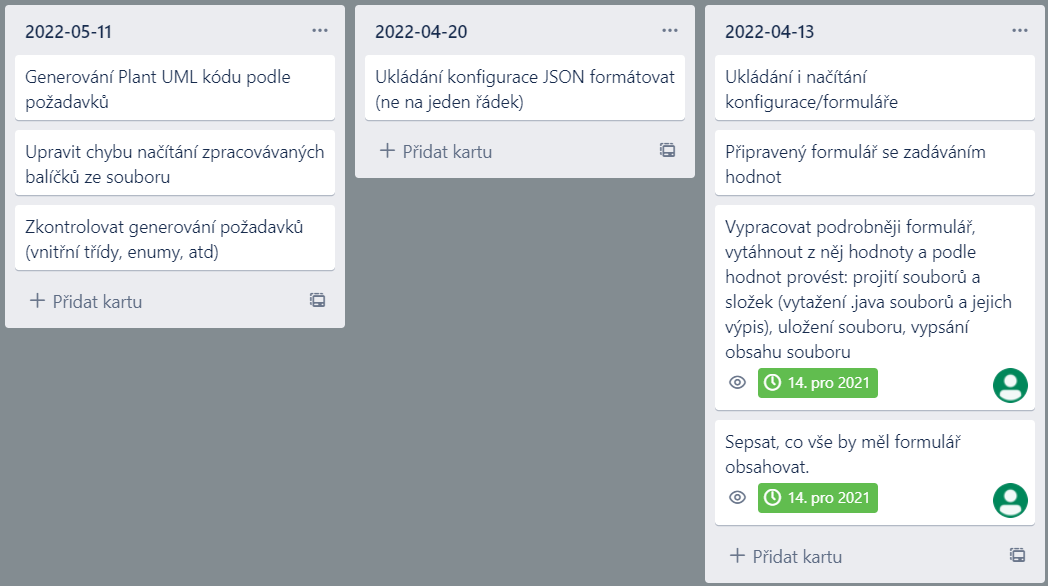 2022-05-11
Generování Plant UML kódu podle
požadavků
Upravit chybu načítání zpracovávaných
balíčků ze souboru
Zkontrolovat generování požadavků
(vnitřní třídy, enumy, atd)
+ Přidat kartu
2022-04-20
Ukládání konfigurace JSON formátovat
(ne na jeden řádek)
+ Přidat kartu
2022-04-13
Ukládání i načítání
konfigurace/formuláře
Připravený formulář se zadáváním
hodnot
Vypracovat podrobněji formulář,
vytáhnout z něj hodnoty a podle
hodnot provést: projití souborů a
složek (vytažení .java souborů a jejich
výpis), uložení souboru, vypsání
obsahu souboru
14. pro 2021
Sepsat, co vše by měl formulář
obsahovat.
14. pro 2021
+ Přidat kartu